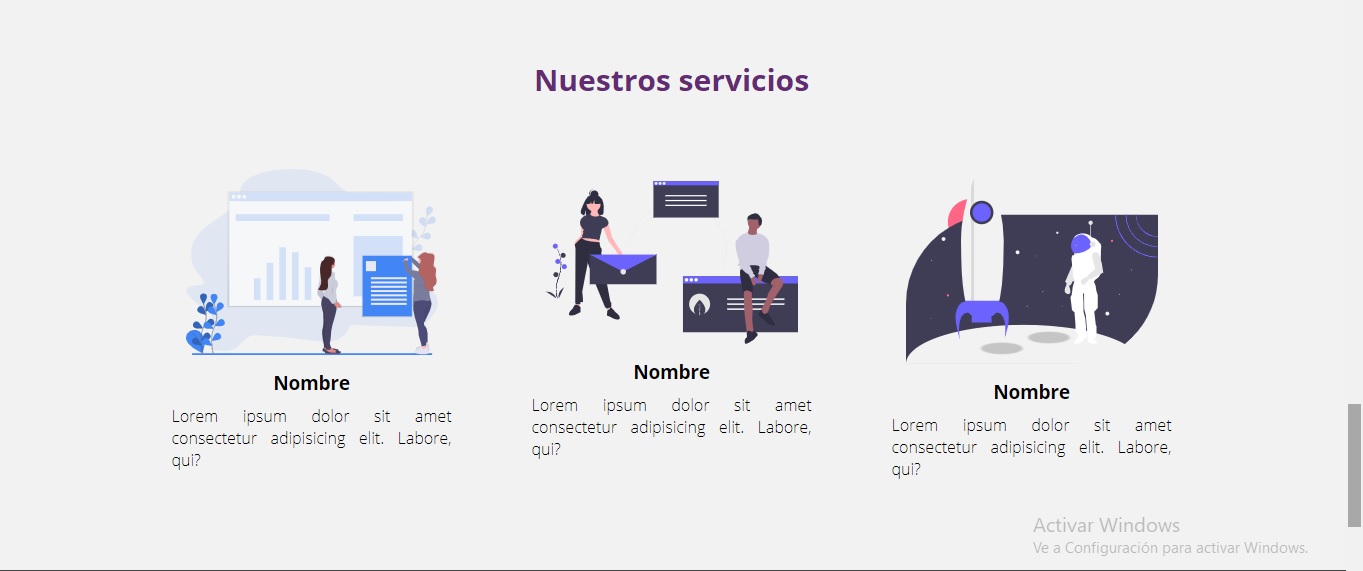 Nuestros servicios
Nombre
Lorem ipsum dolor sit amet
consectetur adipisicing elit. Labore,
qui?
Nombre
Lorem ipsum dolor sit amet
consectetur adipisicing elit. Labore,
qui?
Nombre
Lorem ipsum dolor sit amet
consectetur adipisicing elit. Labore,
qui?
Activar Windows
Ve a Configuración para activar Windows.